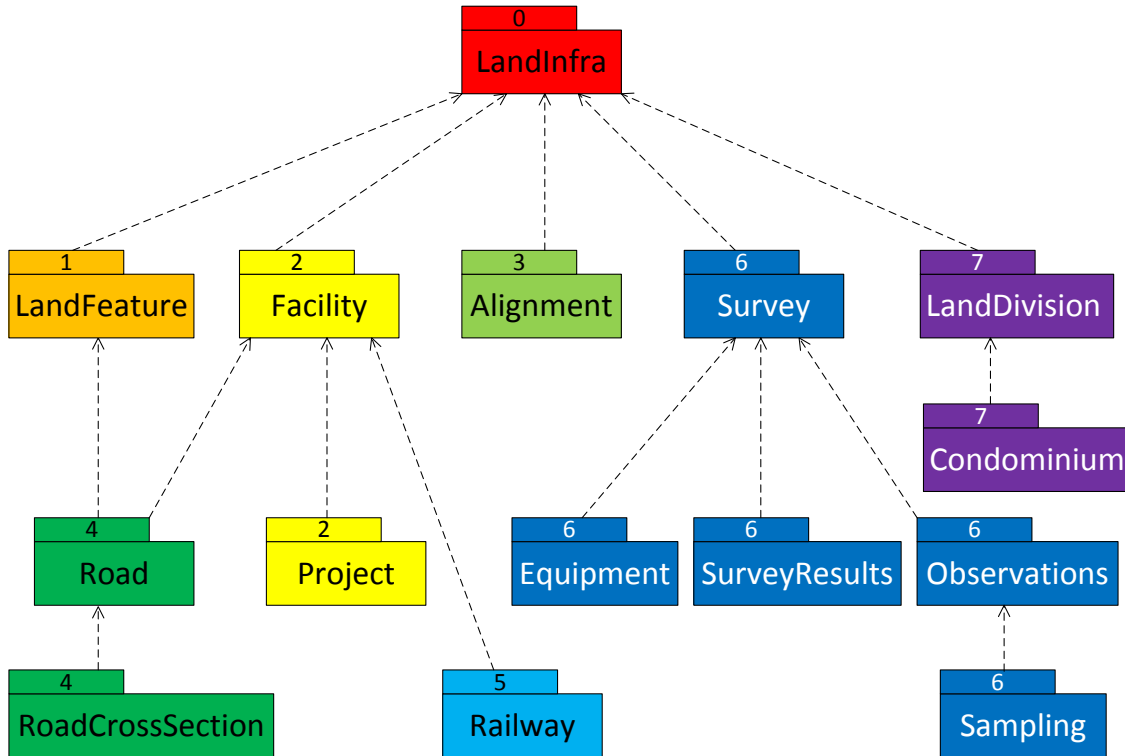 0
LandInfra
1
LandFeature
2
Facility
3
Alignment
6
Survey
7
LandDivision
7
Condominium
4
Road
2
Project
6
Equipment
6
SurveyResults
6
Observations
4
RoadCrossSection
5
Railway
6
Sampling